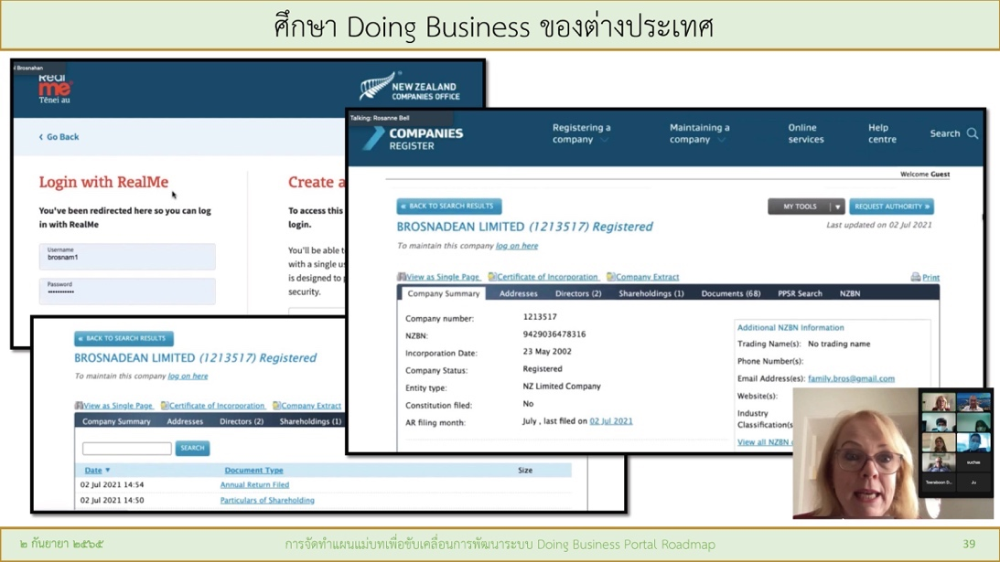 ศึกษา Doing Business ของต่างประเทศ
Brosnahan
Real
me
Tēnei au
NEW ZEALAND
COMPANIES OFFICE
Go Back
Login with RealMe
You've been redirected here so you can log
in with RealMe
Username
brosnam1
Password
Create a
To access this
login.
You'll be able t
with a single us
is designed to p
security.
Talking: Rosanne Bell
COMPANIES
REGISTER
Registering a
company
Maintaining a
company
Online
services
Help
centre
Search
Welcome Guest
« BACK TO SEARCH RESULTS
MY TOOLS
REQUEST AUTHORITY »
BROSNADEAN LIMITED (1213517) Registered
Last updated on 02 Jul 2021
To maintain this company log on here
View as Single Page Certificate of Incorporation Company Extract
Print
Company Summary Addresses Directors (2) Shareholdings (1) Documents (68) PPSR Search NZBN
Company number: 1213517
NZBN: 9429036478316
Incorporation Date: 23 May 2002
Company Status: Registered
Entity type: NZ Limited Company
Constitution filed: No
AR filing month: July , last filed on 02 Jul 2021
Additional NZBN Information
Trading Name(s): No trading name
Phone Number(s):
Email Address(es): family.bros@gmail.com
Website(s):
Industry
Classification(s
View all NZBN
« BACK TO SEARCH RESULTS
BROSNADEAN LIMITED (1213517) Registered
To maintain this company log on here
View as Single Page Certificate of Incorporation Company Extract
Company Summary Addresses Directors (2) Shareholdings (1)
SEARCH
Date Document Type Size
02 Jul 2021 14:54 Annual Return Filed
02 Jul 2021 14:50 Particulars of Shareholding
suchaa
Teeraboon D...
Ju
๒ กันยายา ๒๕๖๕
การจัดทำแผนแม่บทเพื่อขับเคลื่อนการพัฒนาระบบ Doing Business Portal Roadmap
39